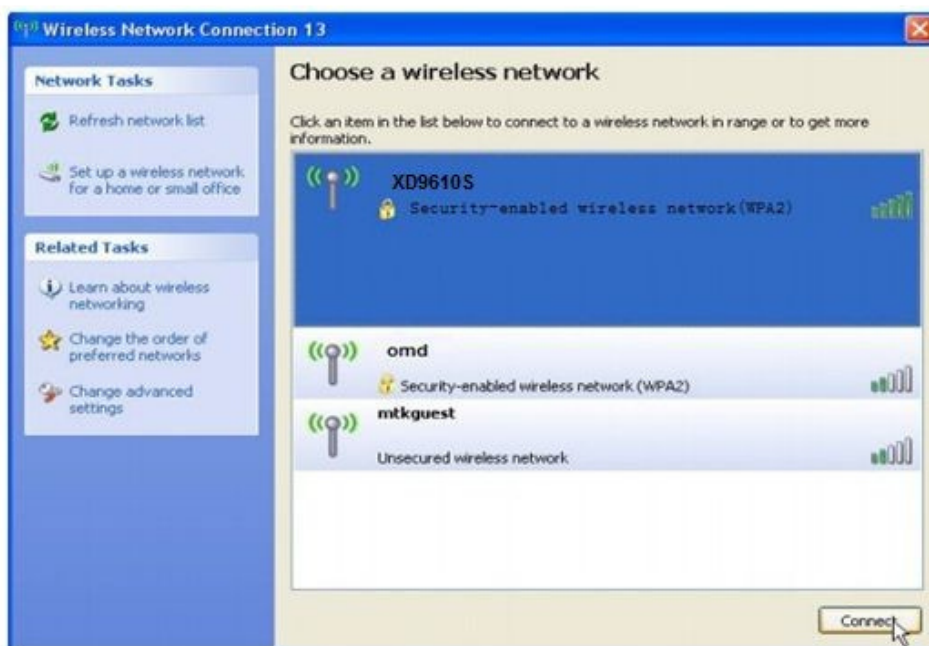 Wireless Network Connection 13
Network Tasks
Refresh network list
Set up a wireless network
for a home or small office
Related Tasks
Learn about wireless
networking
Change the order of
preferred networks
Change advanced
settings
Choose a wireless network
Click an item in the list below to connect to a wireless network in range or to get more
information.
XD9610S
Security-enabled wireless network(WPA2)
omd
Security-enabled wireless network (WPA2)
mtkguest
Unsecured wireless network
Connect